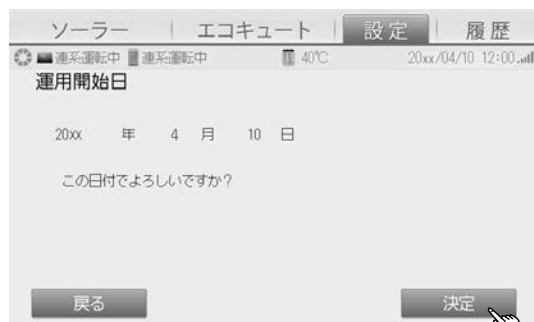 ソーラー エコキュート 設定 履歴
連系運転中 連系運転中 40℃ 20xx/04/10 12:00
運用開始日
20xx 年 4 月 10 日
この日付でよろしいですか？
戻る 決定